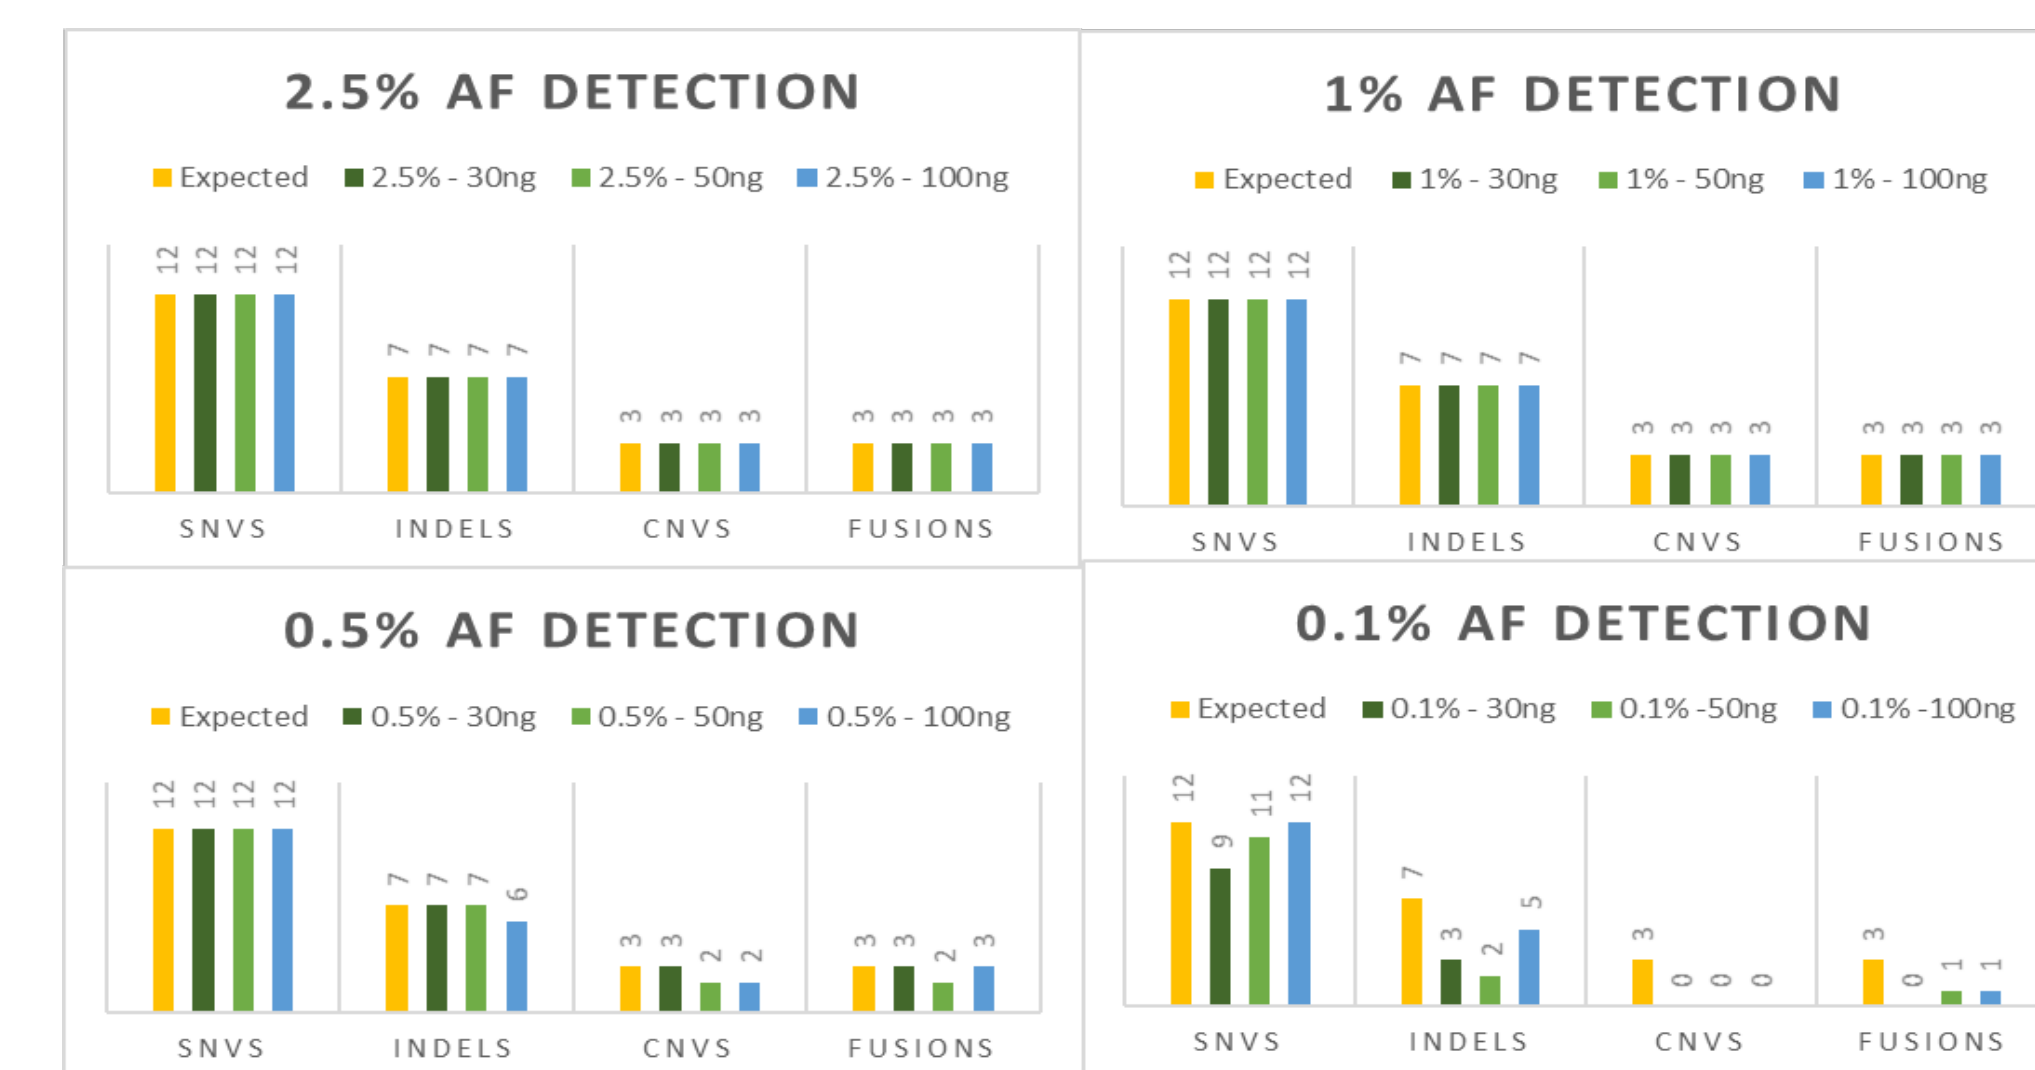 2.5% AF DETECTION
Expected 2.5% - 30ng 2.5% - 50ng 2.5% - 100ng
12 12 12 12 7 7 7 7 3 3 3 3 3 3 3 3
SNVS INDELS CNVS FUSIONS
1% AF DETECTION
Expected 1% - 30ng 1% - 50ng 1% - 100ng
12 12 12 12 7 7 7 7 3 3 3 3 3 3 3 3
SNVS INDELS CNVS FUSIONS
0.5% AF DETECTION
Expected 0.5% - 30ng 0.5% - 50ng 0.5% - 100ng
12 12 12 12 7 7 7 6 3 3 2 2 3 3 2 3
SNVS INDELS CNVS FUSIONS
0.1% AF DETECTION
Expected 0.1% - 30ng 0.1% -50ng 0.1% -100ng
12 9 11 12 7 3 2 5 3 0 0 0 3 0 1 1
SNVS INDELS CNVS FUSIONS